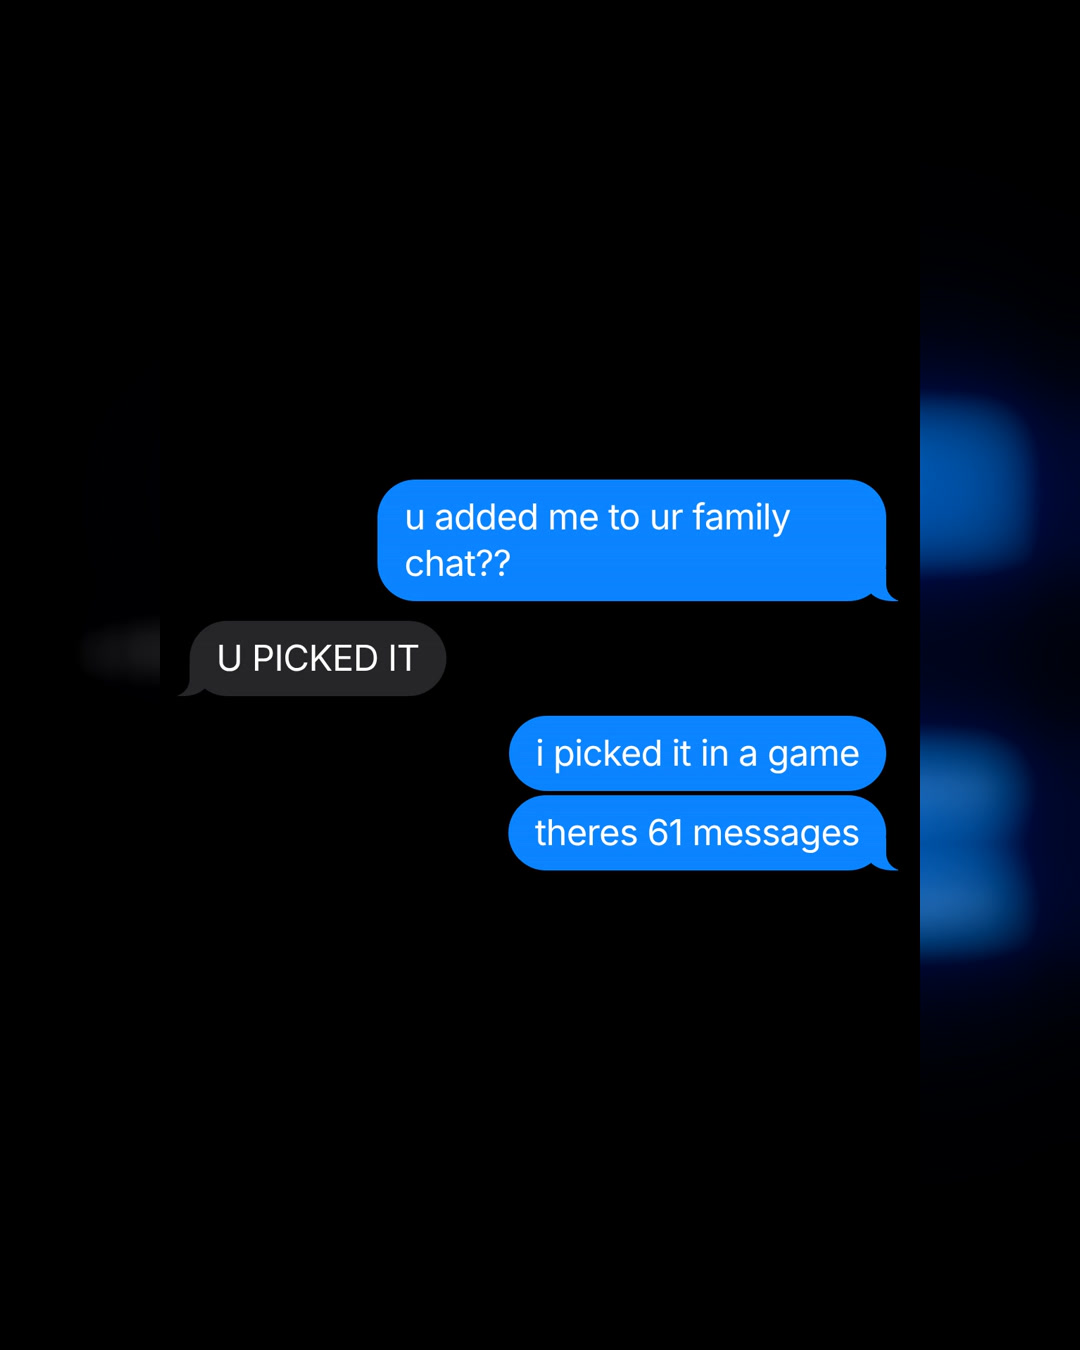 u added me to ur family
chat??
U PICKED IT
i picked it in a game
theres 61 messages